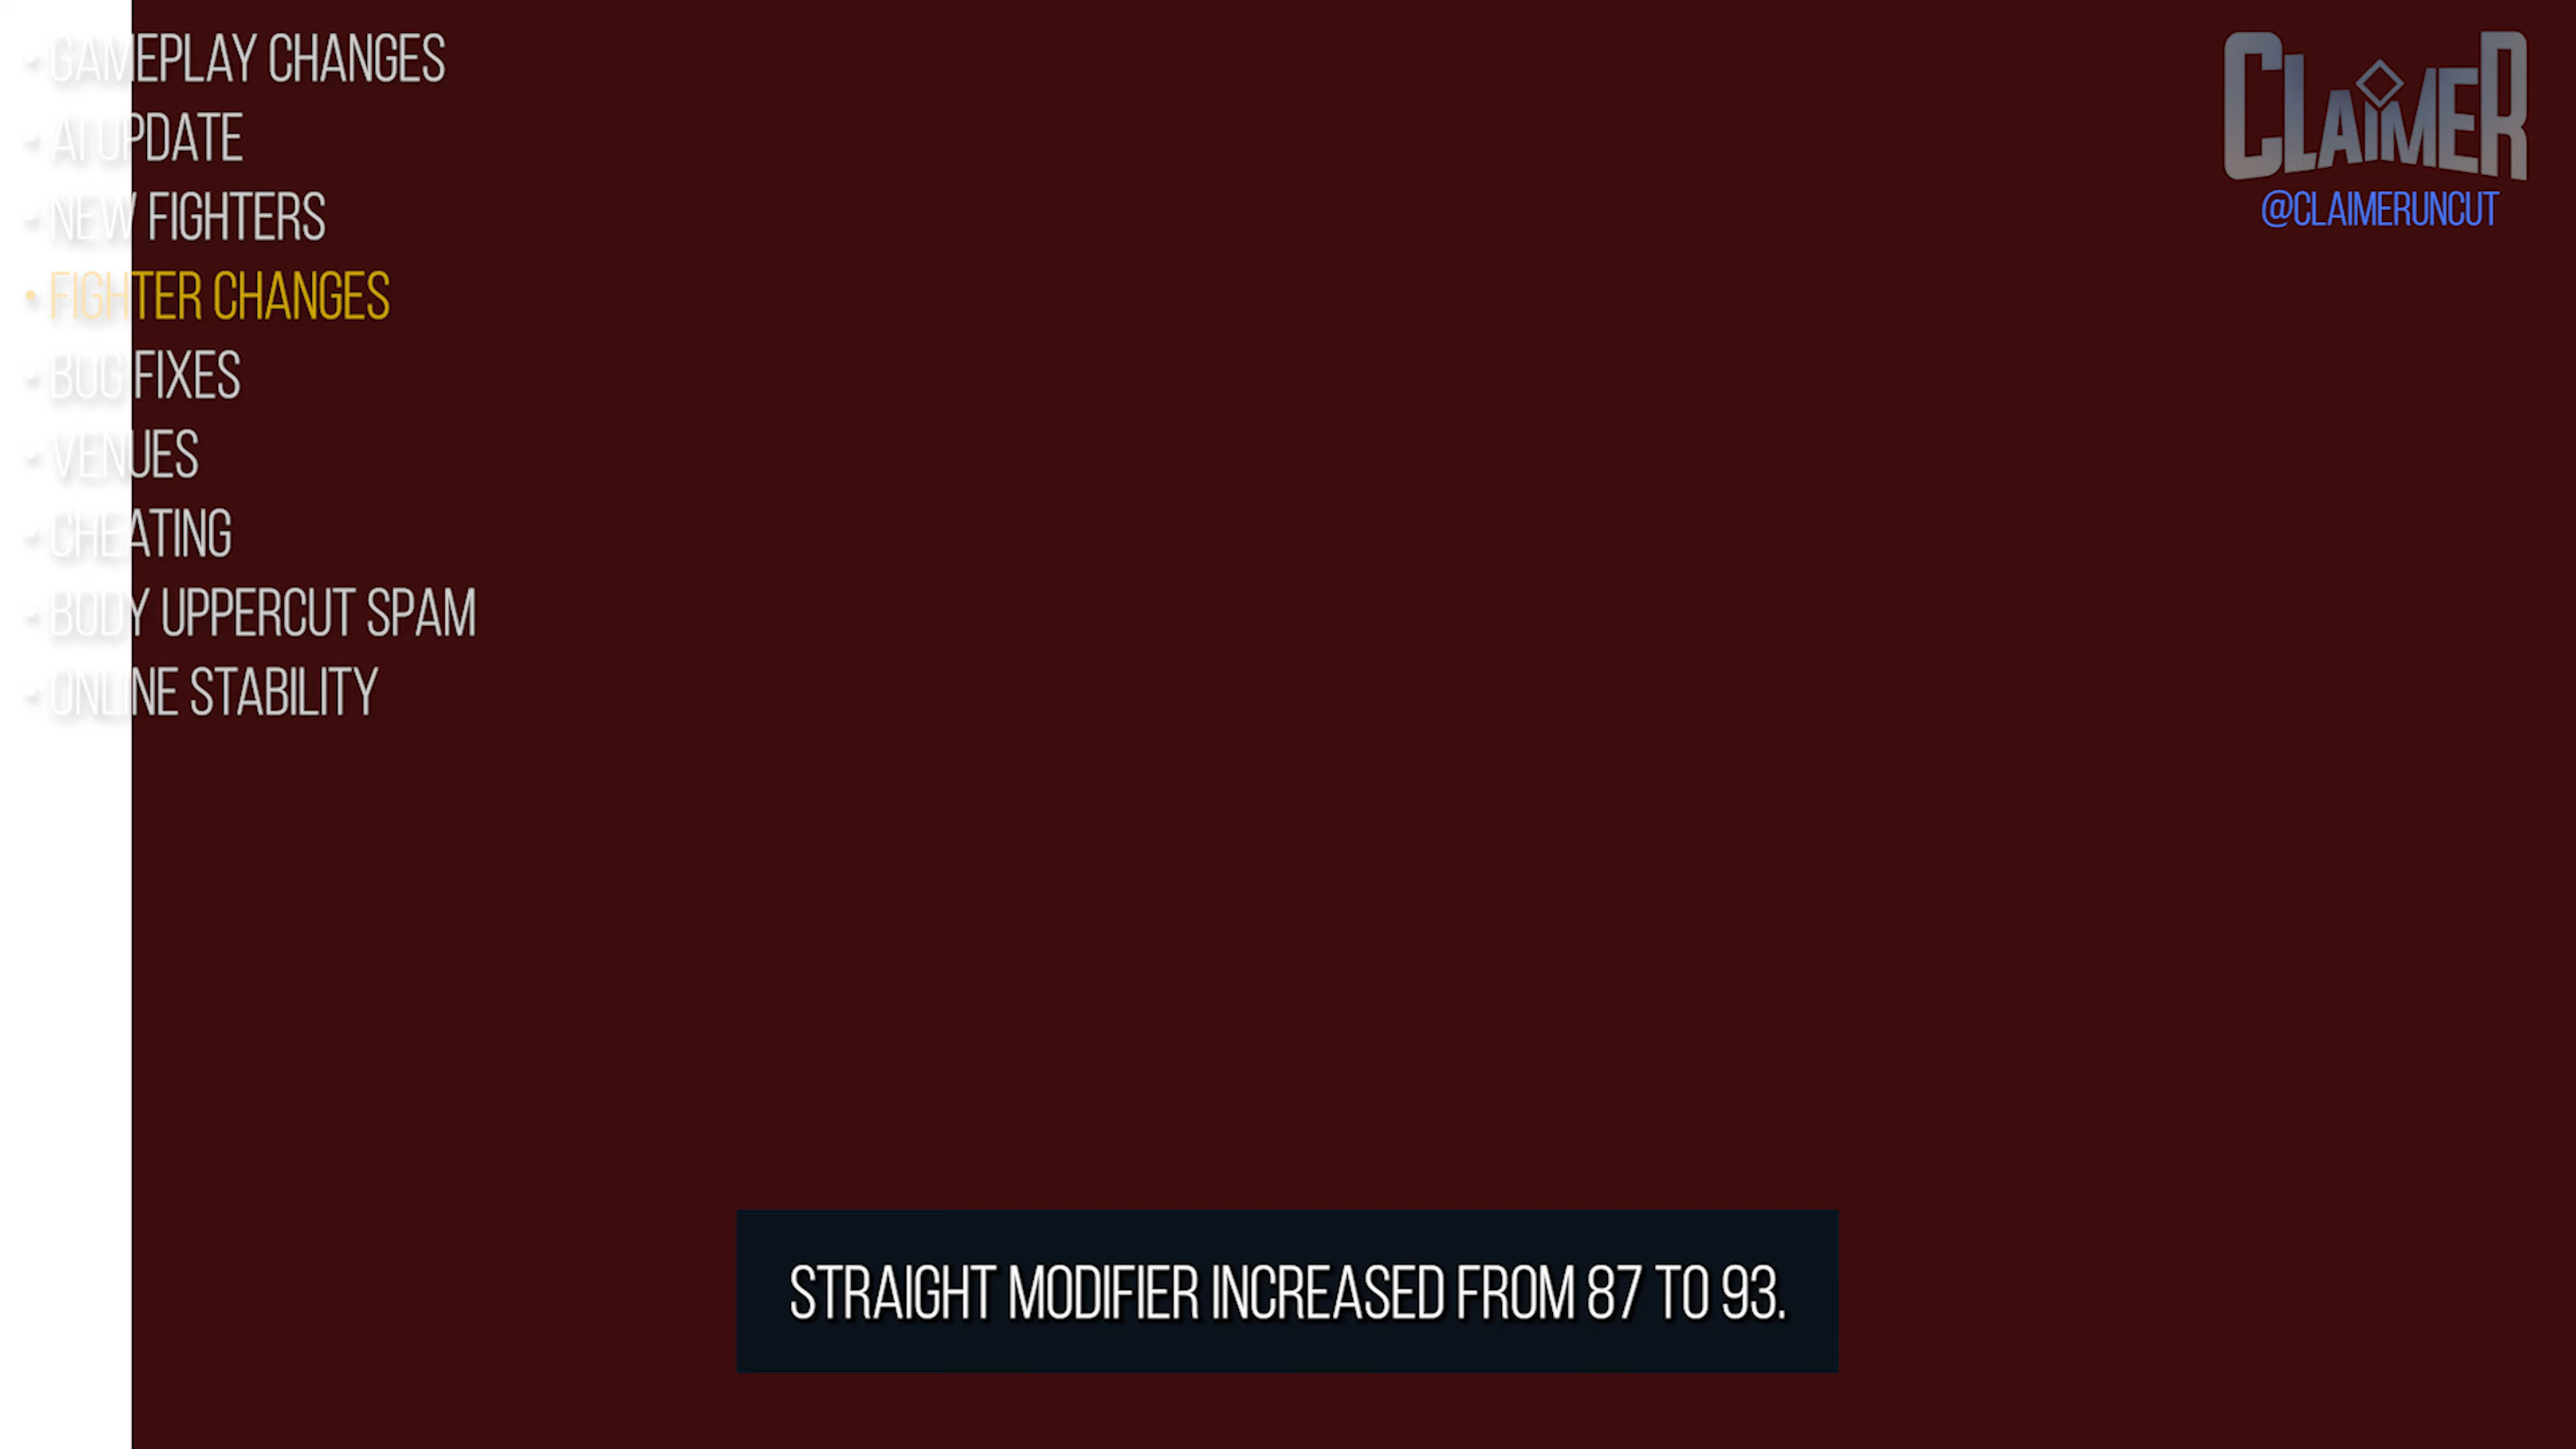 • GAMEPLAY CHANGES
• AI UPDATE
• NEW FIGHTERS
• FIGHTER CHANGES
• BUG FIXES
• VENUES
• CHEATING
• BODY UPPERCUT SPAM
• ONLINE STABILITY
CLAIMER
@CLAIMERUNCUT
STRAIGHT MODIFIER INCREASED FROM 87 TO 93.